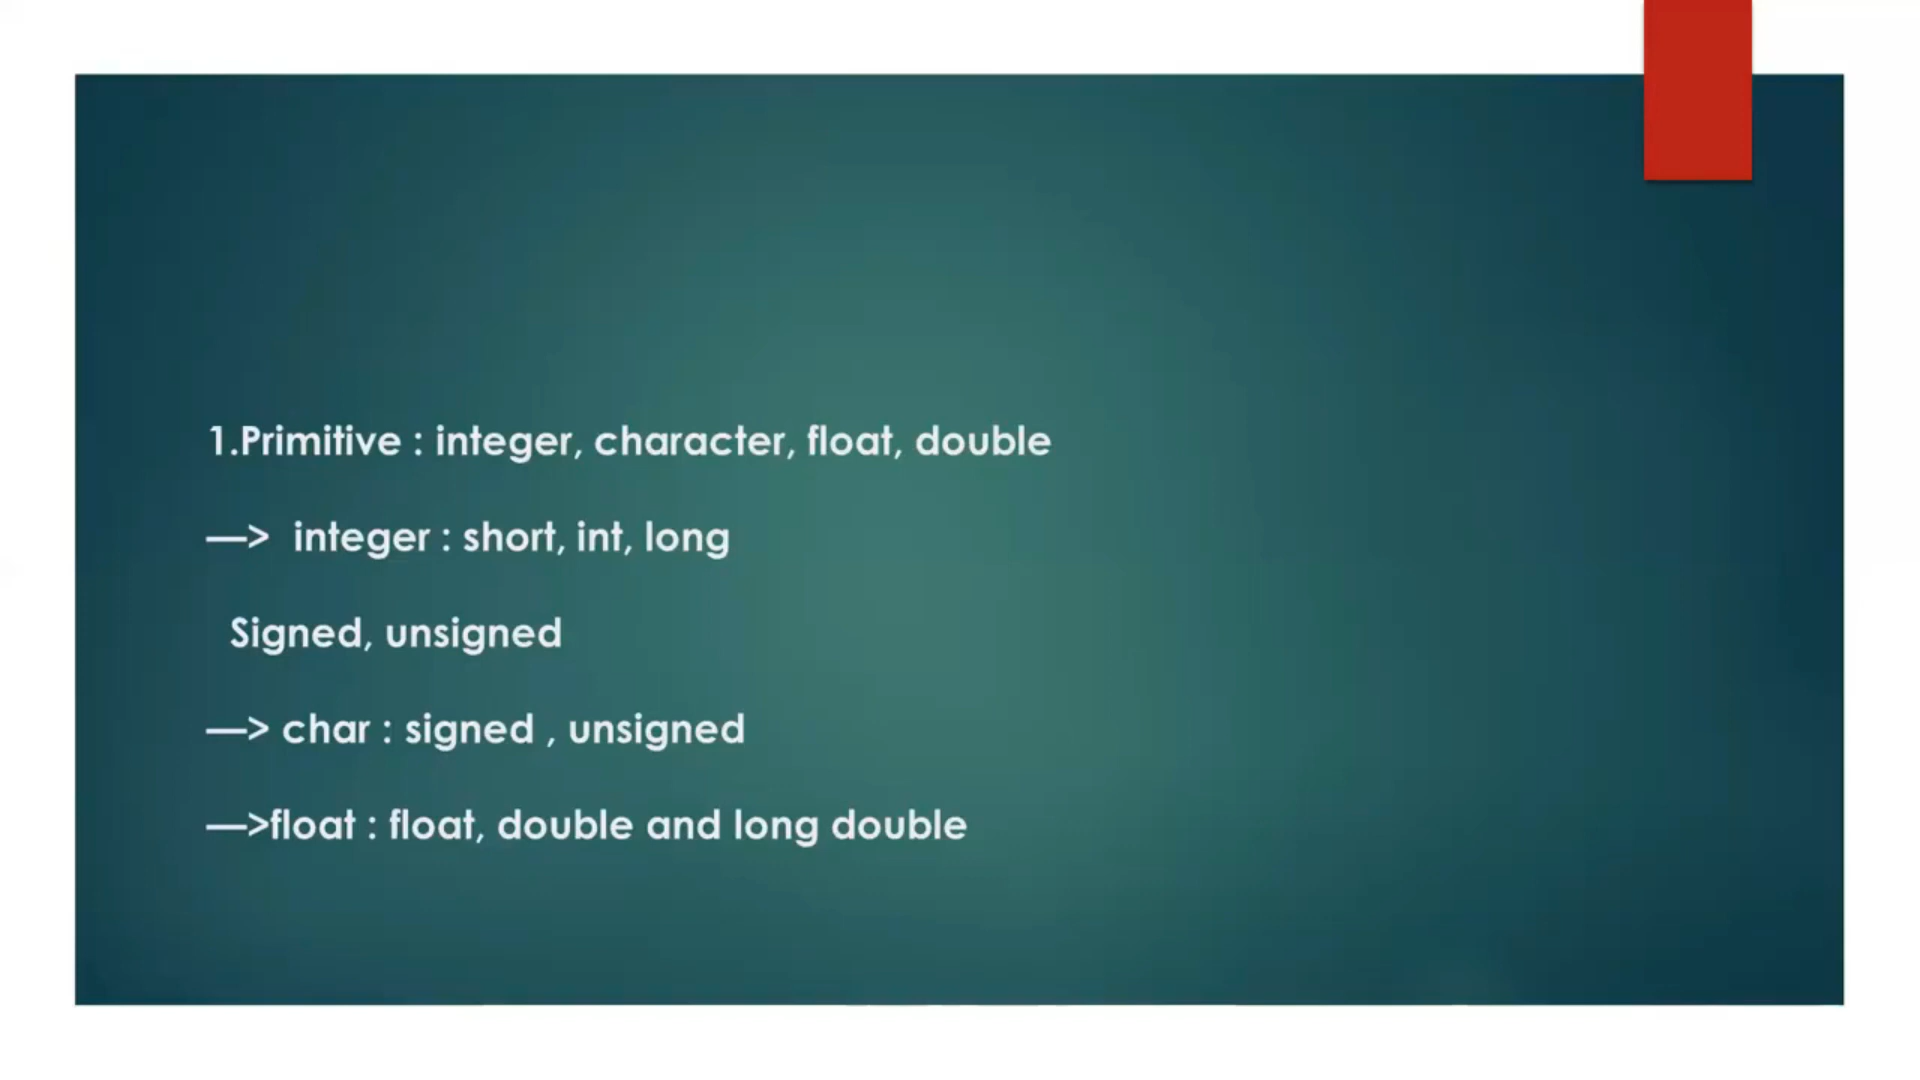 1.Primitive : integer, character, float, double
—> integer : short, int, long
Signed, unsigned
—> char : signed , unsigned
—>float : float, double and long double